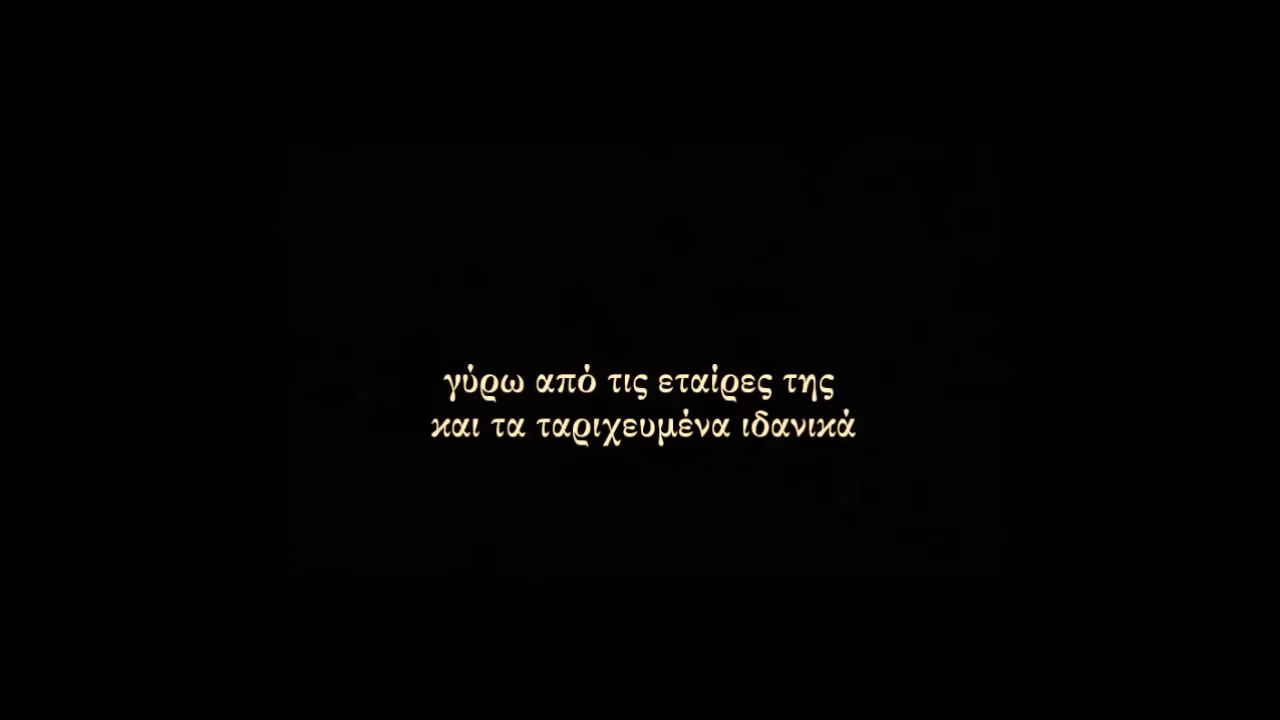 γύρω από τις εταίρες της
και τα ταριχευμένα ιδανικά